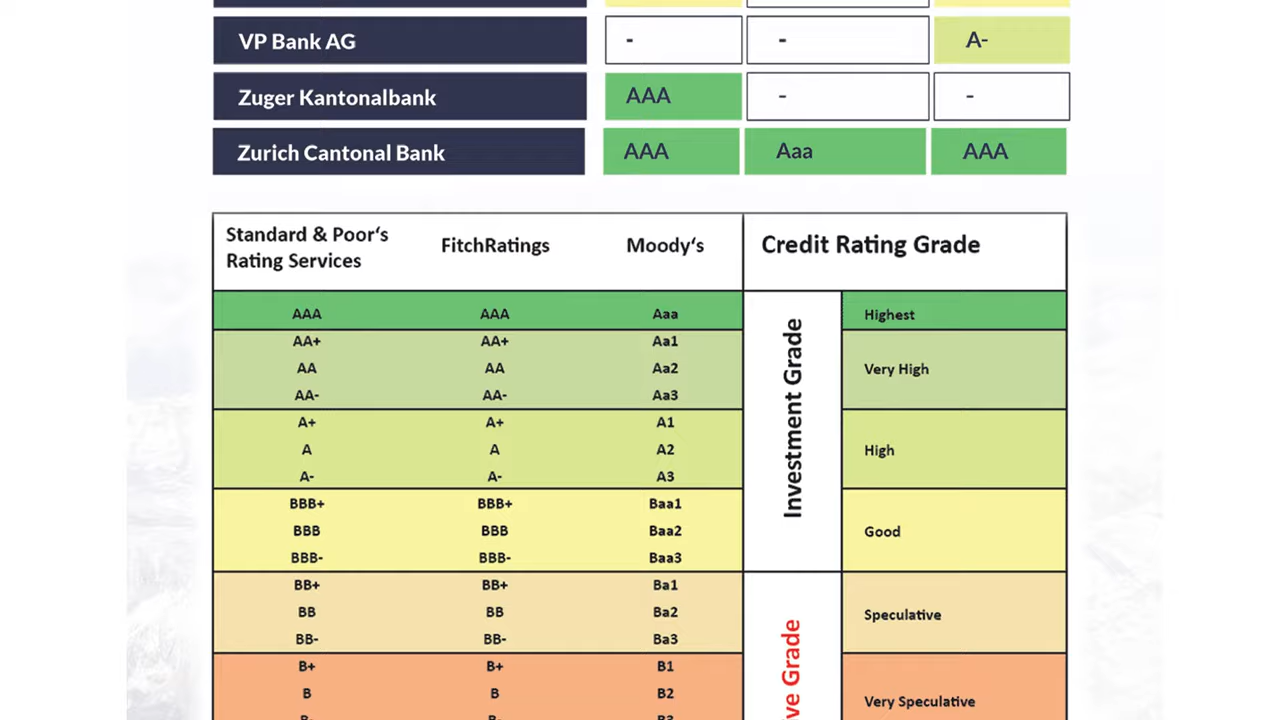 VP Bank AG - - A-
Zuger Kantonalbank AAA - -
Zurich Cantonal Bank AAA Aaa AAA
Standard & Poor‘s
Rating Services
FitchRatings
Moody‘s
Credit Rating Grade
AAA AAA Aaa
Highest
AA+ AA+ Aa1
AA AA Aa2
AA- AA- Aa3
Very High
A+ A+ A1
A A A2
A- A- A3
High
BBB+ BBB+ Baa1
BBB BBB Baa2
BBB- BBB- Baa3
Good
Investment Grade
BB+ BB+ Ba1
BB BB Ba2
BB- BB- Ba3
Speculative
B+ B+ B1
B B B2
Very Speculative
Grade